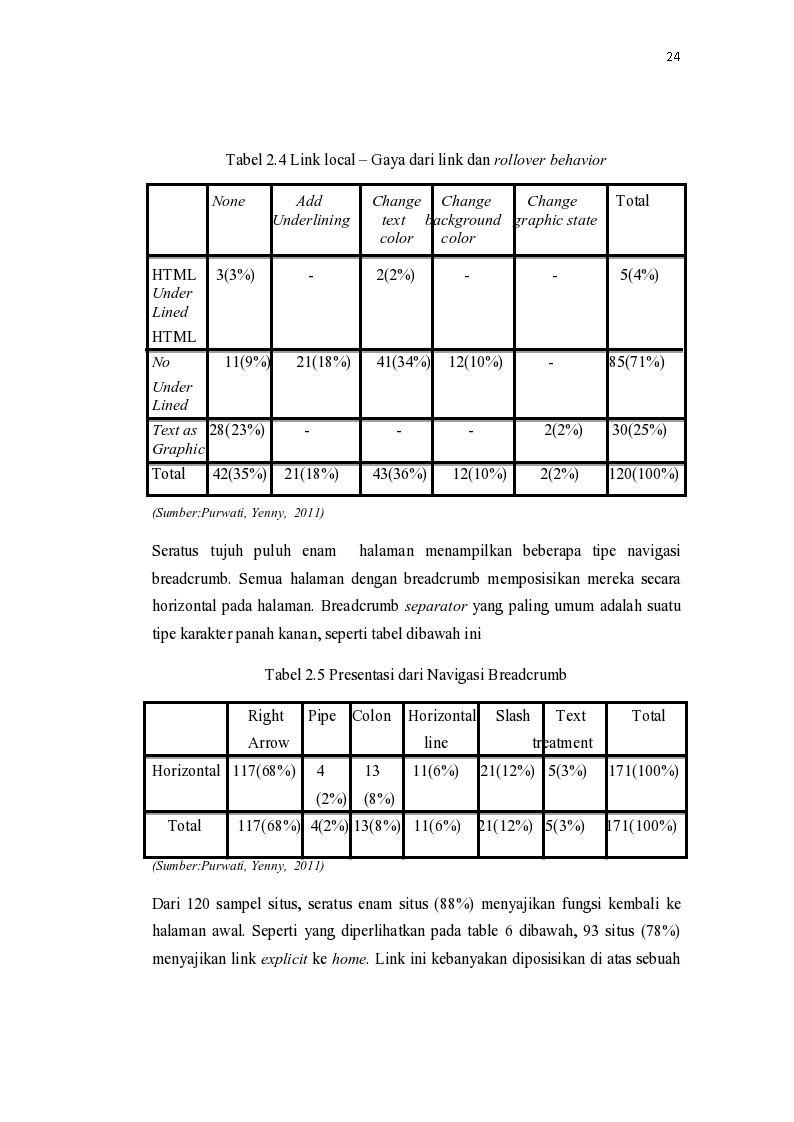 24
Tabel 2.4 Link local – Gaya dari link dan rollover behavior
None Add Change Change Change Total
Underlining text background graphic state
color color
HTML 3(3%) - 2(2%) - - 5(4%)
Under
Lined
HTML
No 11(9%) 21(18%) 41(34%) 12(10%) - 85(71%)
Under
Lined
Text as 28(23%) - - - 2(2%) 30(25%)
Graphic
Total 42(35%) 21(18%) 43(36%) 12(10%) 2(2%) 120(100%)
(Sumber:Purwati, Yenny, 2011)
Seratus tujuh puluh enam halaman menampilkan beberapa tipe navigasi
breadcrumb. Semua halaman dengan breadcrumb memposisikan mereka secara
horizontal pada halaman. Breadcrumb separator yang paling umum adalah suatu
tipe karakter panah kanan, seperti tabel dibawah ini
Tabel 2.5 Presentasi dari Navigasi Breadcrumb
Right Pipe Colon Horizontal Slash Text Total
Arrow line treatment
Horizontal 117(68%) 4 13 11(6%) 21(12%) 5(3%) 171(100%)
(2%) (8%)
Total 117(68%) 4(2%) 13(8%) 11(6%) 21(12%) 5(3%) 171(100%)
(Sumber:Purwati, Yenny, 2011)
Dari 120 sampel situs, seratus enam situs (88%) menyajikan fungsi kembali ke
halaman awal. Seperti yang diperlihatkan pada table 6 dibawah, 93 situs (78%)
menyajikan link explicit ke home. Link ini kebanyakan diposisikan di atas sebuah